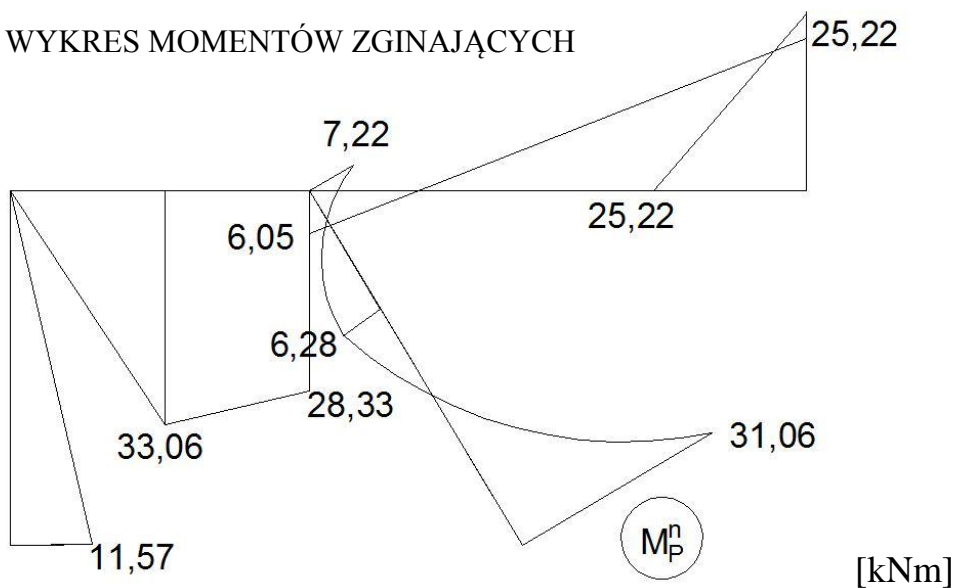 WYKRES MOMENTÓW ZGINAJĄCYCH
25,22
7,22
25,22
6,05
6,28
28,33
33,06
31,06
11,57
M
n
P
[kNm]